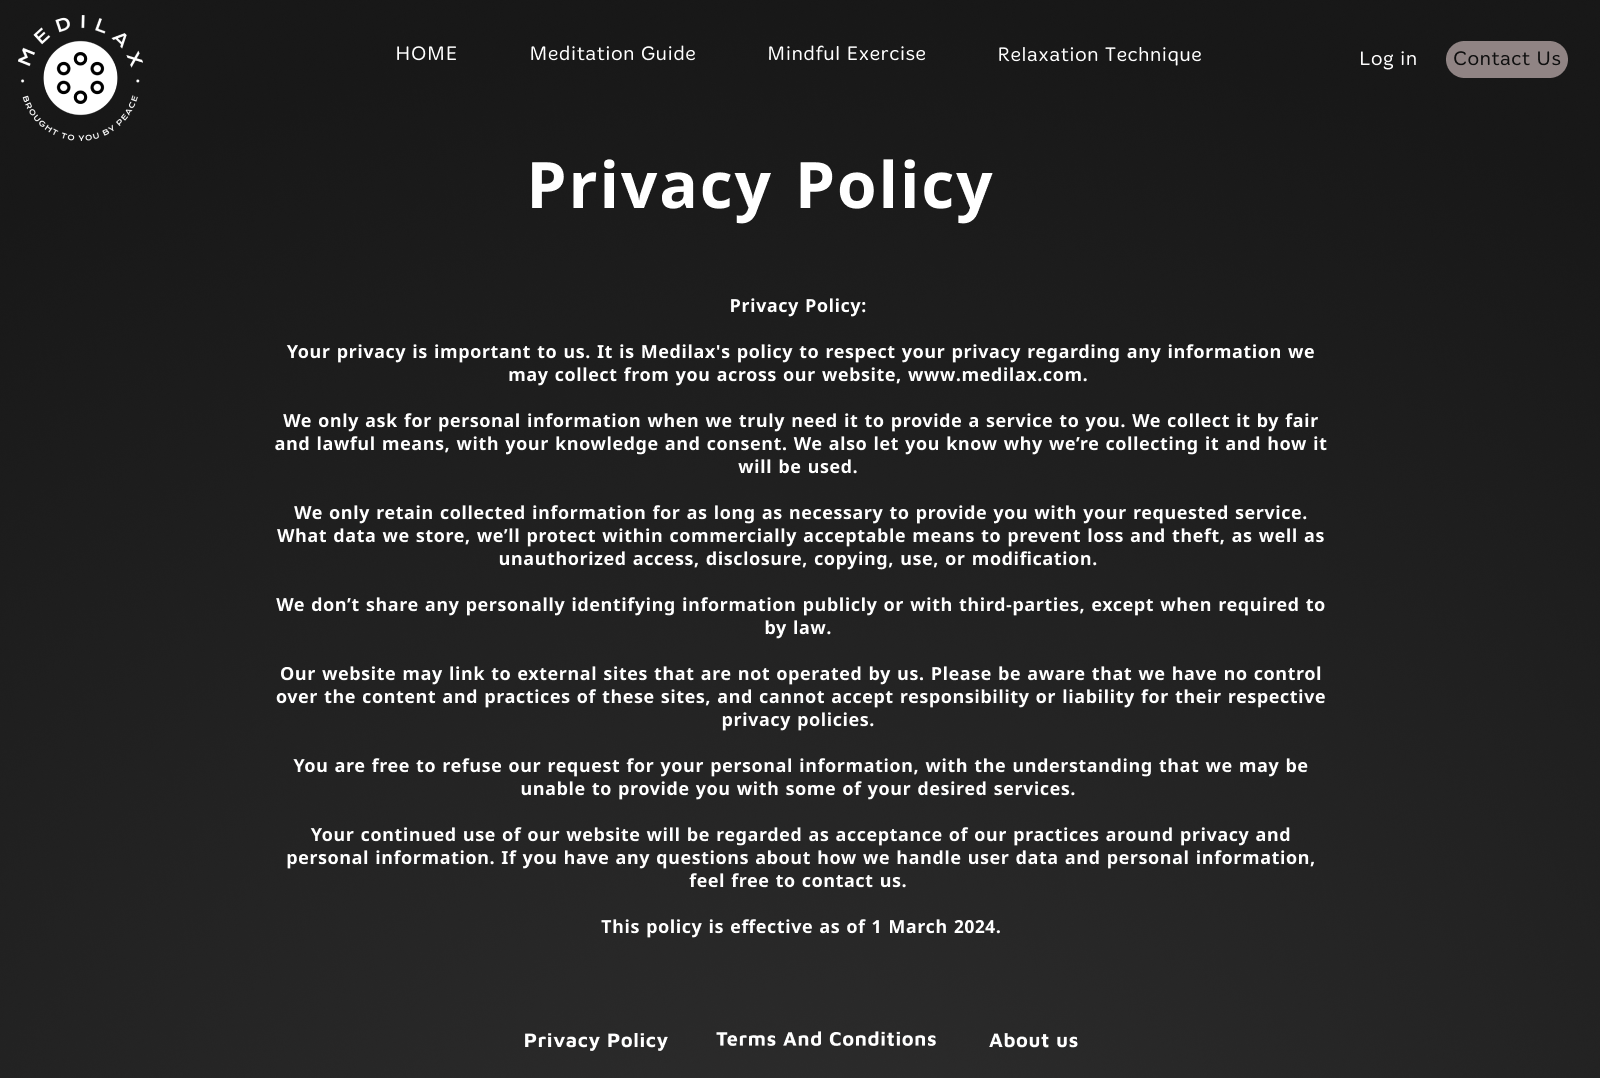 MEDILAX
• BROUGHT TO YOU BY PEACE •
HOME
Meditation Guide
Mindful Exercise
Relaxation Technique
Log in
Contact Us
Privacy Policy
Privacy Policy:
Your privacy is important to us. It is Medilax's policy to respect your privacy regarding any information we
may collect from you across our website, www.medilax.com.
We only ask for personal information when we truly need it to provide a service to you. We collect it by fair
and lawful means, with your knowledge and consent. We also let you know why we’re collecting it and how it
will be used.
We only retain collected information for as long as necessary to provide you with your requested service.
What data we store, we’ll protect within commercially acceptable means to prevent loss and theft, as well as
unauthorized access, disclosure, copying, use, or modification.
We don’t share any personally identifying information publicly or with third-parties, except when required to
by law.
Our website may link to external sites that are not operated by us. Please be aware that we have no control
over the content and practices of these sites, and cannot accept responsibility or liability for their respective
privacy policies.
You are free to refuse our request for your personal information, with the understanding that we may be
unable to provide you with some of your desired services.
Your continued use of our website will be regarded as acceptance of our practices around privacy and
personal information. If you have any questions about how we handle user data and personal information,
feel free to contact us.
This policy is effective as of 1 March 2024.
Privacy Policy
Terms And Conditions
About us